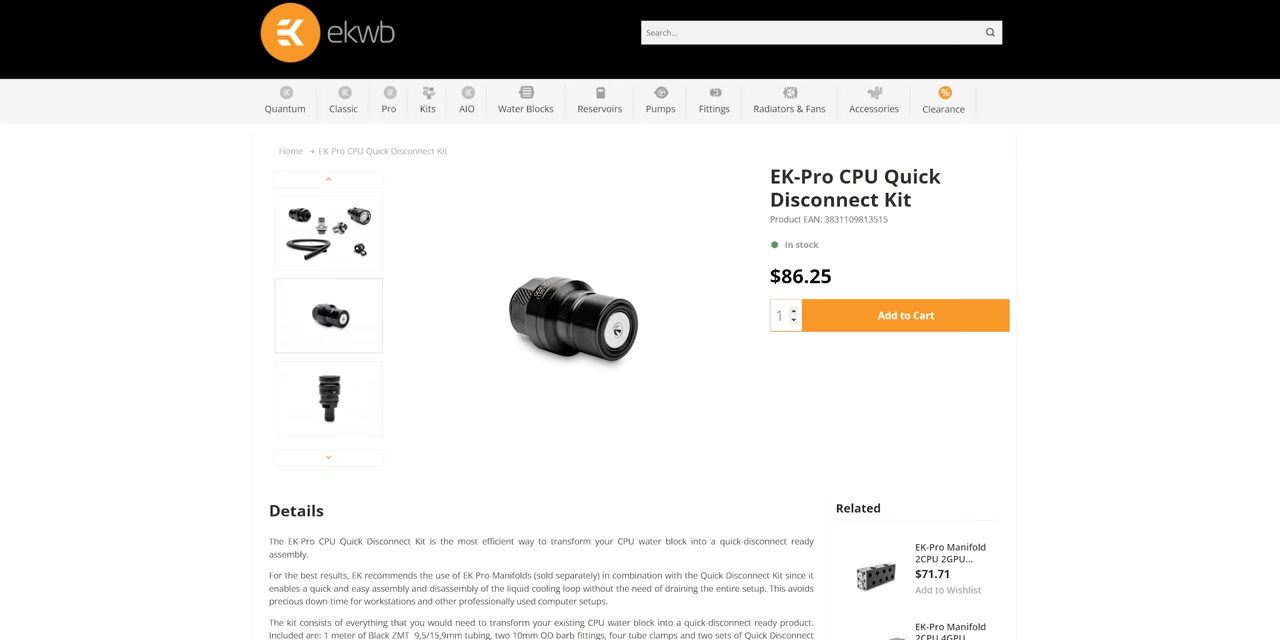 ekwb
Search...
Quantum
Classic
Pro
Kits
AIO
Water Blocks
Reservoirs
Pumps
Fittings
Radiators & Fans
Accessories
%
Clearance
Home → EK-Pro CPU Quick Disconnect Kit
EK-Pro CPU Quick
Disconnect Kit
Product EAN: 3831109813515
In stock
$86.25
1
Add to Cart
Details
The EK-Pro CPU Quick Disconnect Kit is the most efficient way to transform your CPU water block into a quick-disconnect ready
assembly.
For the best results, EK recommends the use of EK Pro-Manifolds (sold separately) in combination with the Quick Disconnect Kit since it
enables a quick and easy assembly and disassembly of the liquid cooling loop without the need of draining the entire setup. This avoids
precious down-time for workstations and other professionally used computer setups.
The kit consists of everything that you would need to transform your existing CPU water block into a quick-disconnect ready product.
Included are: 1 meter of Black ZMT 9,5/15,9mm tubing, two 10mm OD barb fittings, four tube clamps and two sets of Quick Disconnect
Related
EK-Pro Manifold
2CPU 2GPU...
$71.71
Add to Wishlist
EK-Pro Manifold
2CPU 4GPU